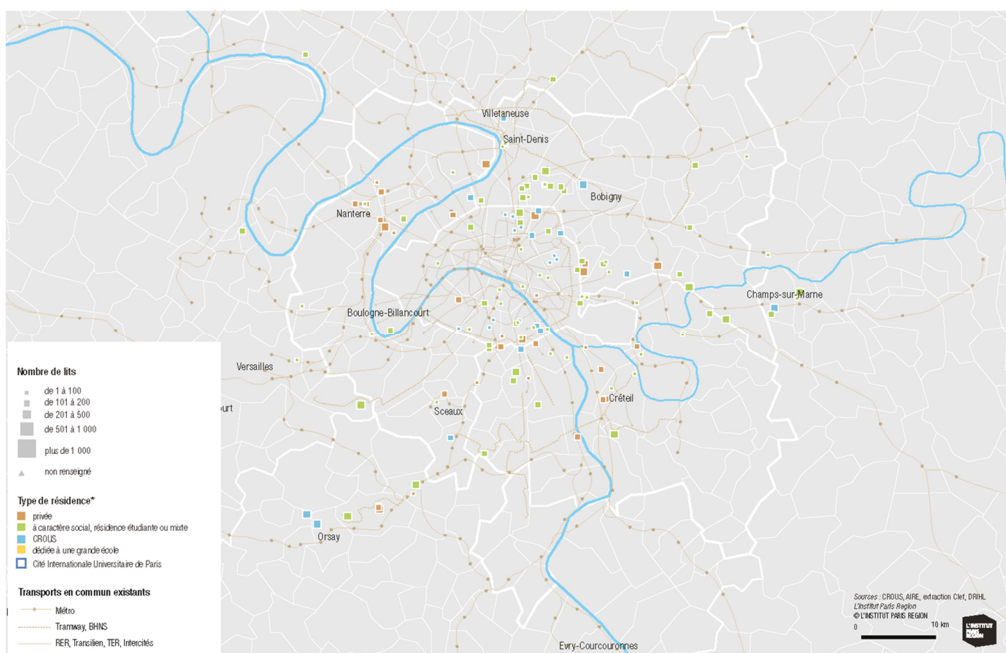 Villetaneuse
Saint-Denis
Bobigny
Nanterre
Champs-sur-Marne
Boulogne-Billancourt
Versailles
Créteil
Sceaux
Orsay
Evry-Courcouronnes
Nombre de lits
de 1 à 100
de 101 à 200
de 201 à 500
de 501 à 1 000
plus de 1 000
non renseigné
Type de résidence*
privée
à caractère social, résidence étudiante ou mixte
CROUS
dédiée à une grande école
Cité Internationale Universitaire de Paris
Transports en commun existants
Métro
Tramway, BHNS
RER, Transilien, TER, Intercités
Sources : CROUS, AIRE, extraction Clef, DRIHL
L'Institut Paris Region
© L'INSTITUT PARIS REGION
0 10 km
L'INSTITUT
PARIS
REGION